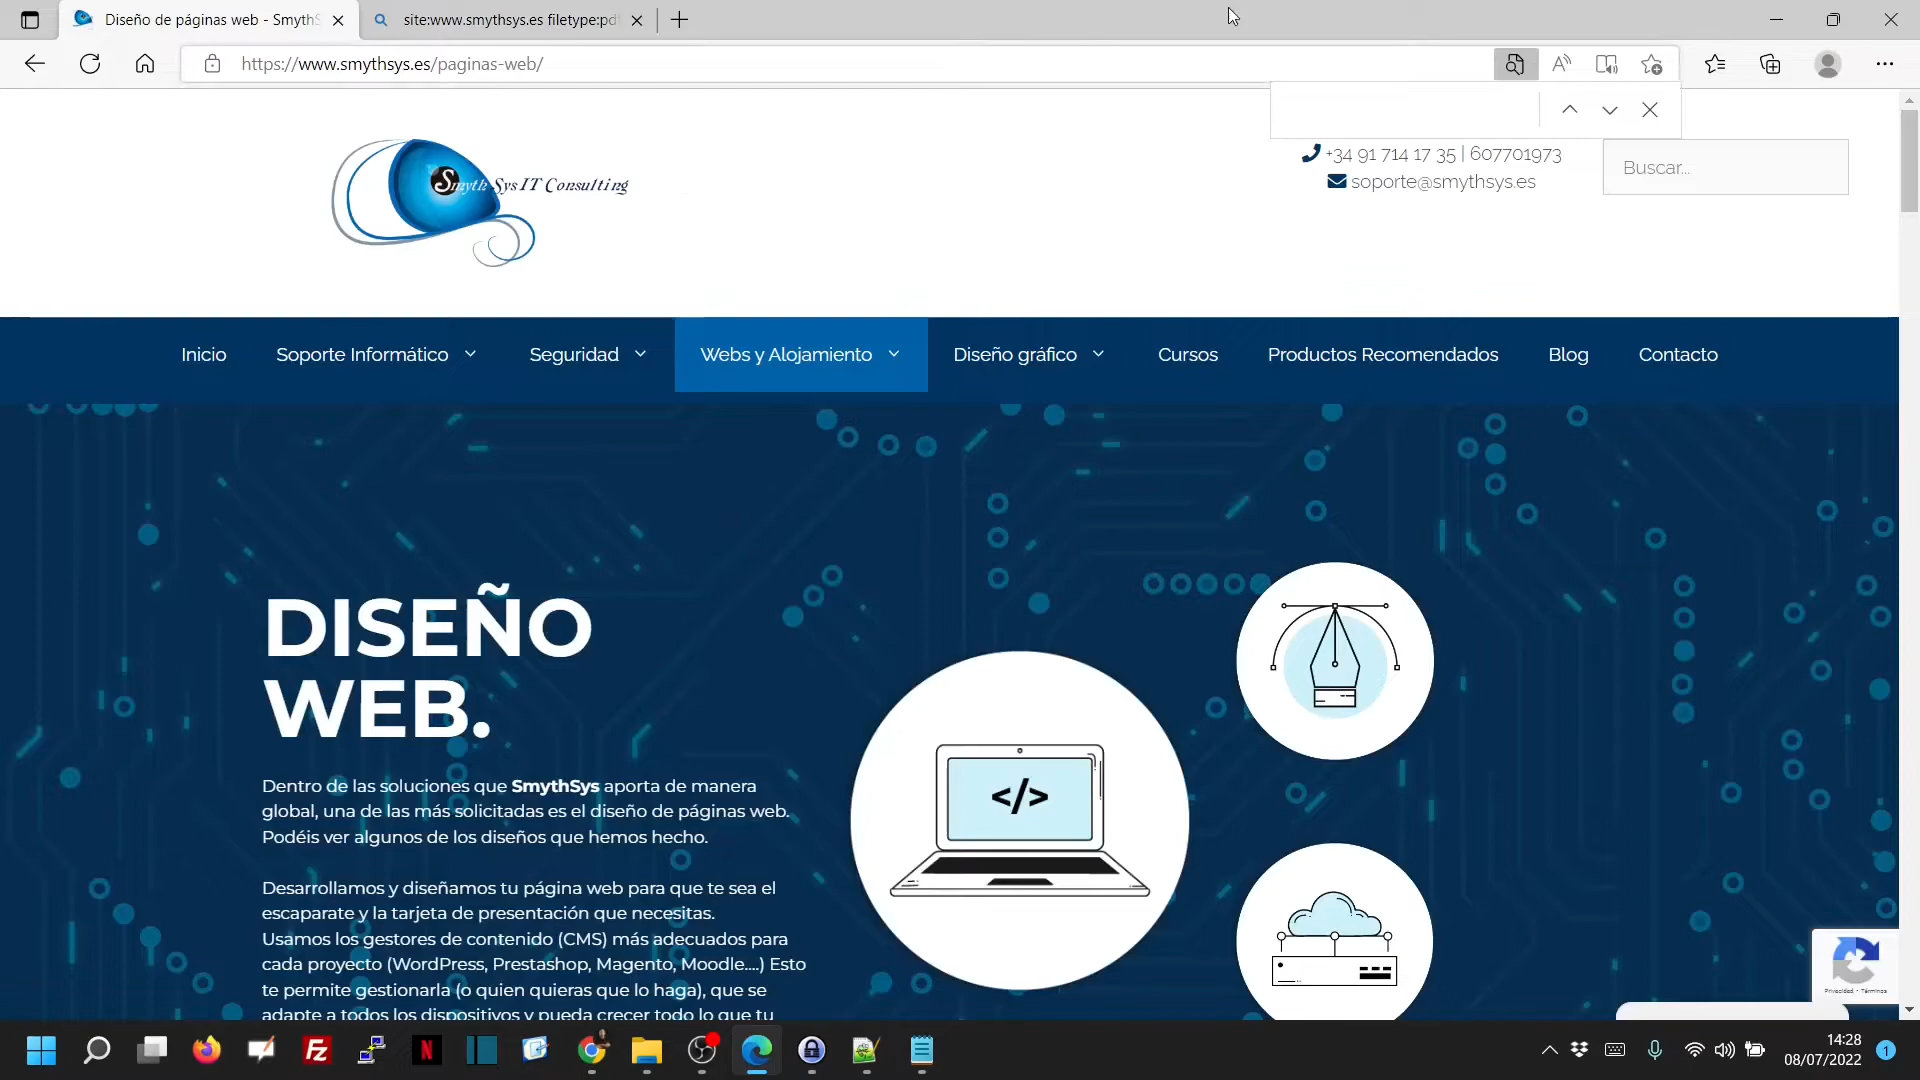 Diseño de páginas web - SmythS
site:www.smythsys.es filetype:pd
https://www.smythsys.es/paginas-web/
Smyth Sys IT Consulting
+34 91 714 17 35 | 607701973
soporte@smythsys.es
Buscar...
Inicio
Soporte Informático
Seguridad
Webs y Alojamiento
Diseño gráfico
Cursos
Productos Recomendados
Blog
Contacto
DISEÑO
WEB.
Dentro de las soluciones que SmythSys aporta de manera
global, una de las más solicitadas es el diseño de páginas web.
Podéis ver algunos de los diseños que hemos hecho.
Desarrollamos y diseñamos tu página web para que te sea el
escaparate y la tarjeta de presentación que necesitas.
Usamos los gestores de contenido (CMS) más adecuados para
cada proyecto (WordPress, Prestashop, Magento, Moodle....) Esto
te permite gestionarla (o quien quieras que lo haga), que se
adapte a todos los dispositivos y pueda crecer todo lo que tu
</>
Privacidad - Términos
14:28
08/07/2022
1